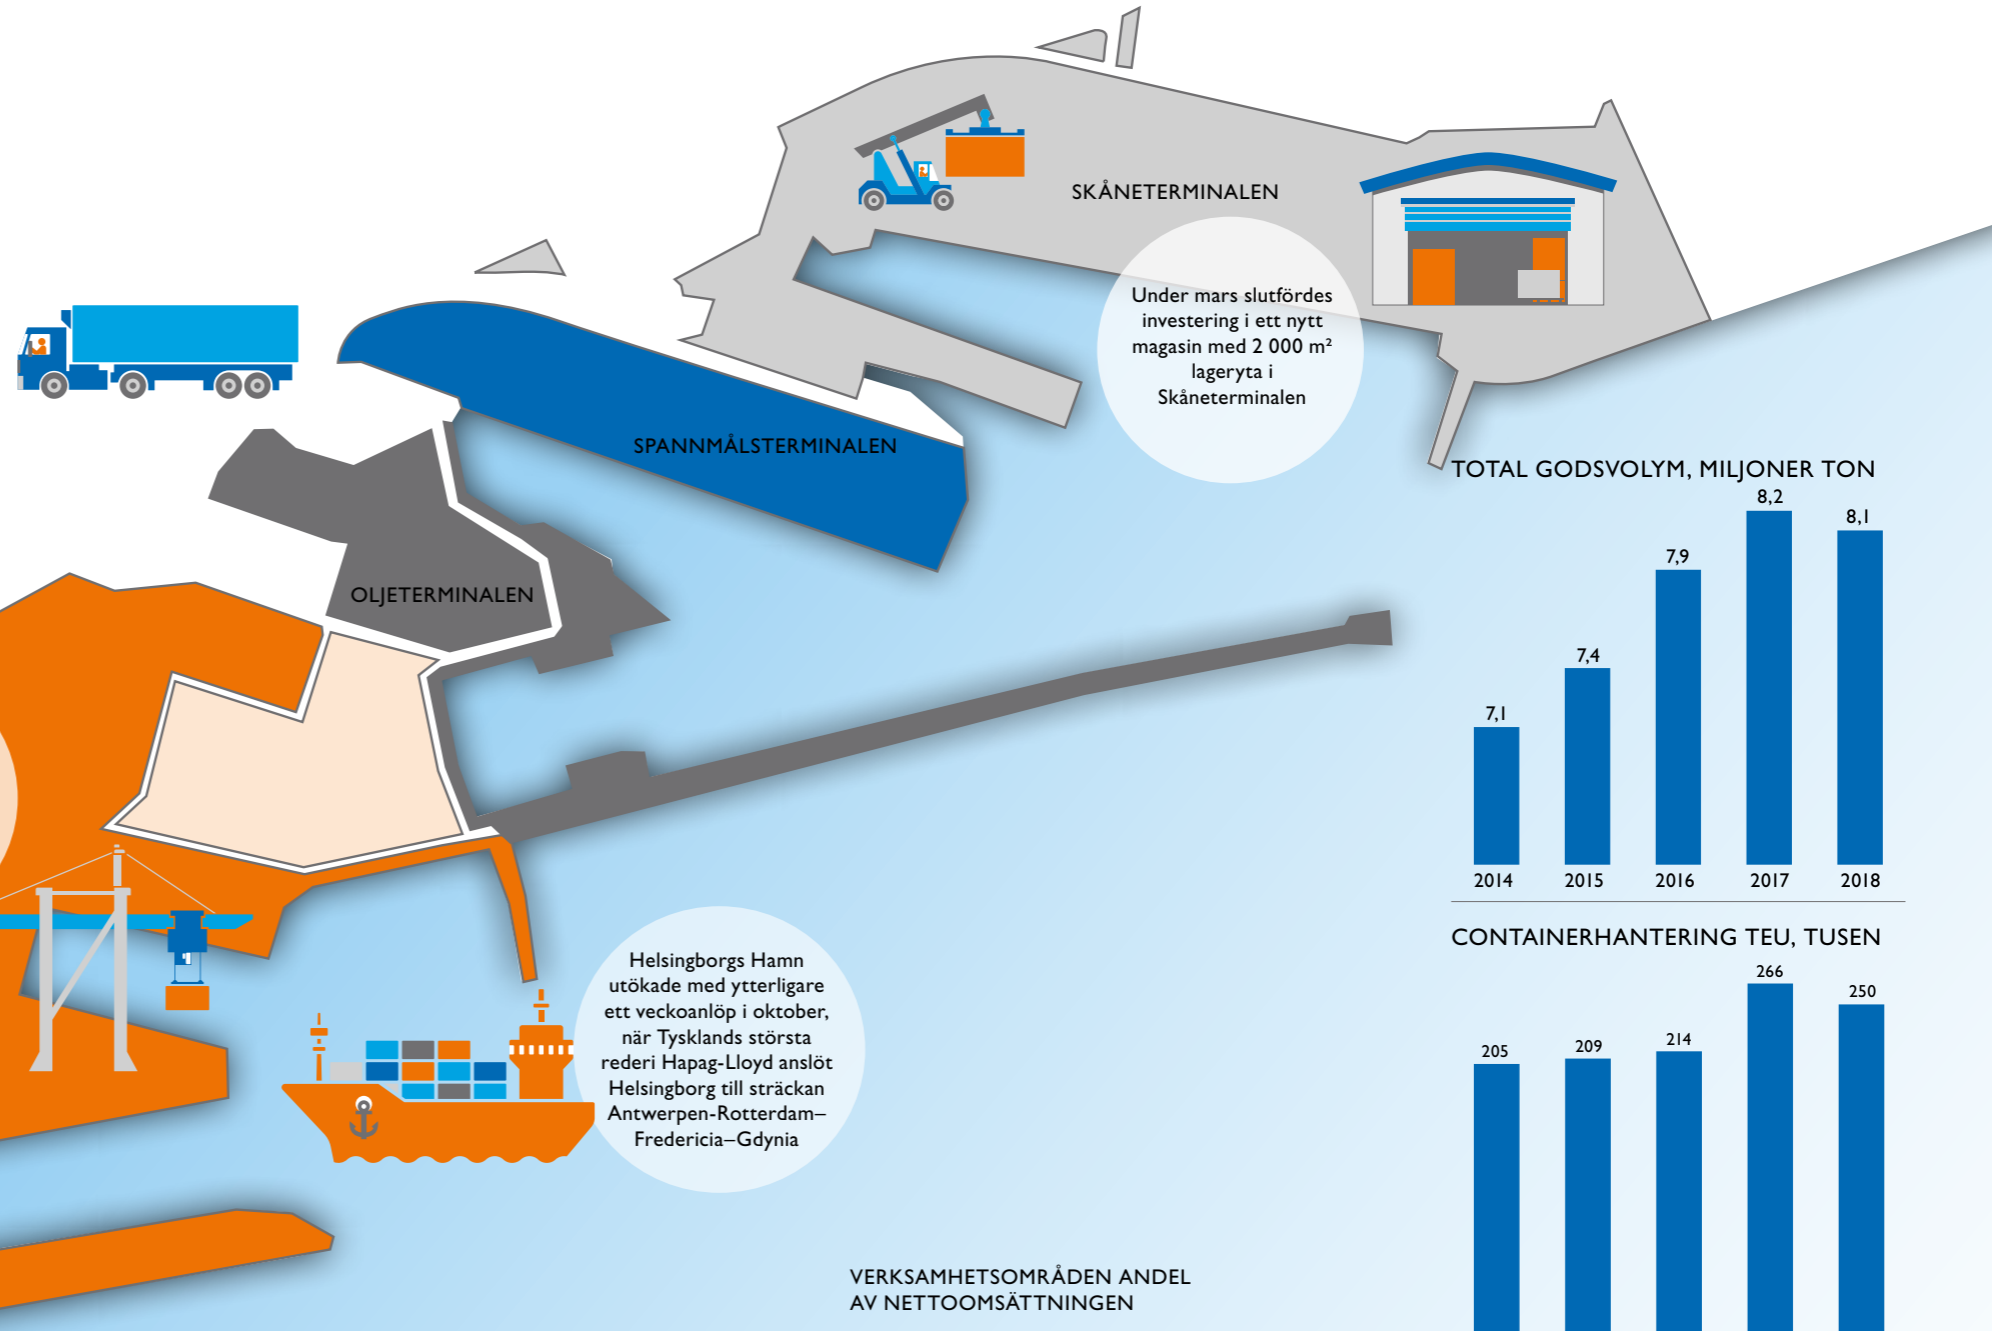 SKÅNETERMINALEN
Under mars slutfördes
investering i ett nytt
magasin med 2 000 m²
lageryta i
Skåneterminalen
SPANNMÅLSTERMINALEN
OLJETERMINALEN
TOTAL GODSVOLYM, MILJONER TON
7,1
7,4
7,9
8,2
8,1
2014
2015
2016
2017
2018
CONTAINERHANTERING TEU, TUSEN
205
209
214
266
250
Helsingborgs Hamn
utökade med ytterligare
ett veckoanlöp i oktober,
när Tysklands största
rederi Hapag-Lloyd anslöt
Helsingborg till sträckan
Antwerpen-Rotterdam–
Fredericia–Gdynia
VERKSAMHETSOMRÅDEN ANDEL
AV NETTOOMSÄTTNINGEN